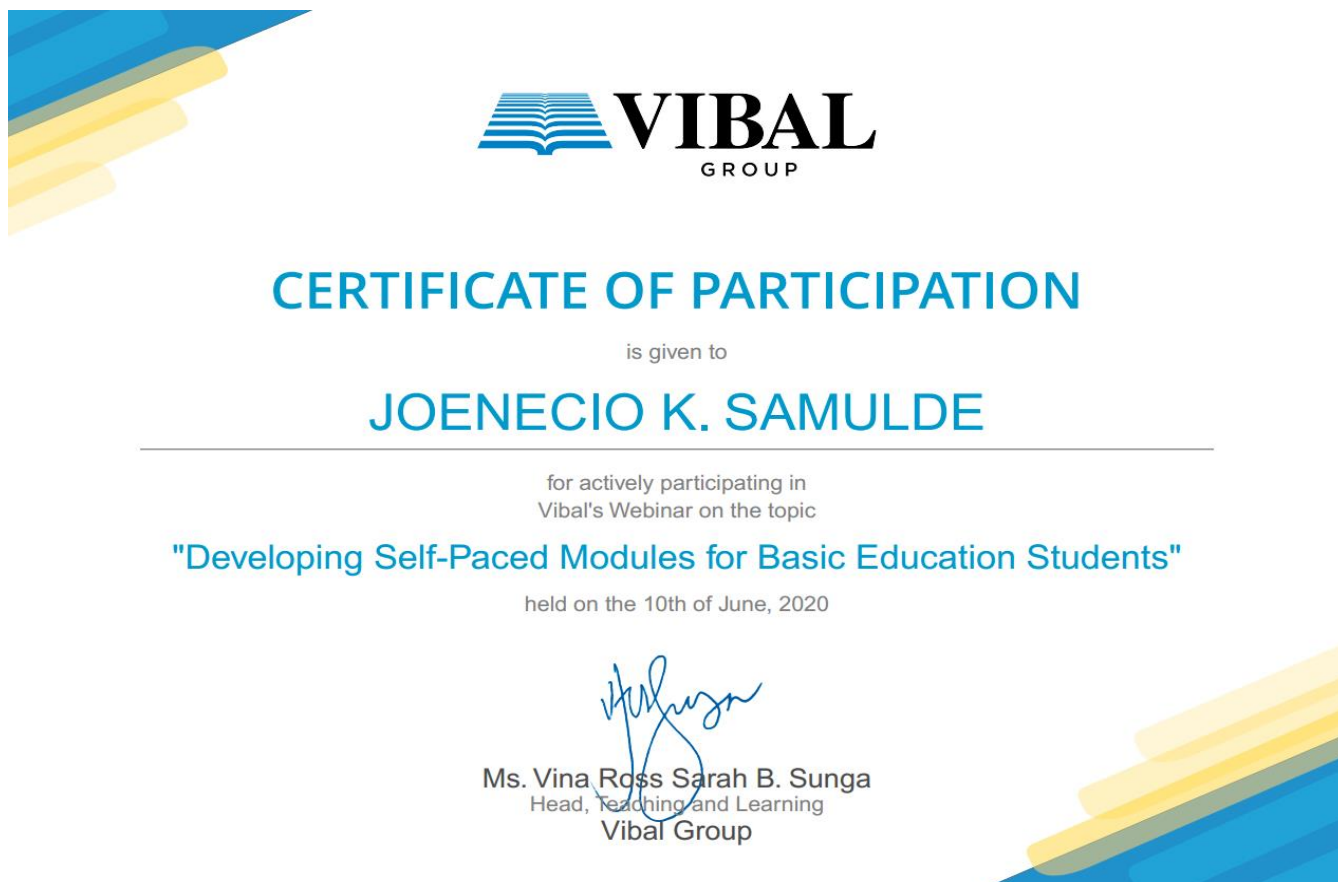 VIBAL
GROUP
CERTIFICATE OF PARTICIPATION
is given to
JOENECIO K. SAMULDE
for actively participating in
Vibal's Webinar on the topic
"Developing Self-Paced Modules for Basic Education Students"
held on the 10th of June, 2020
Ms. Vina Ross Sarah B. Sunga
Head, Teaching and Learning
Vibal Group